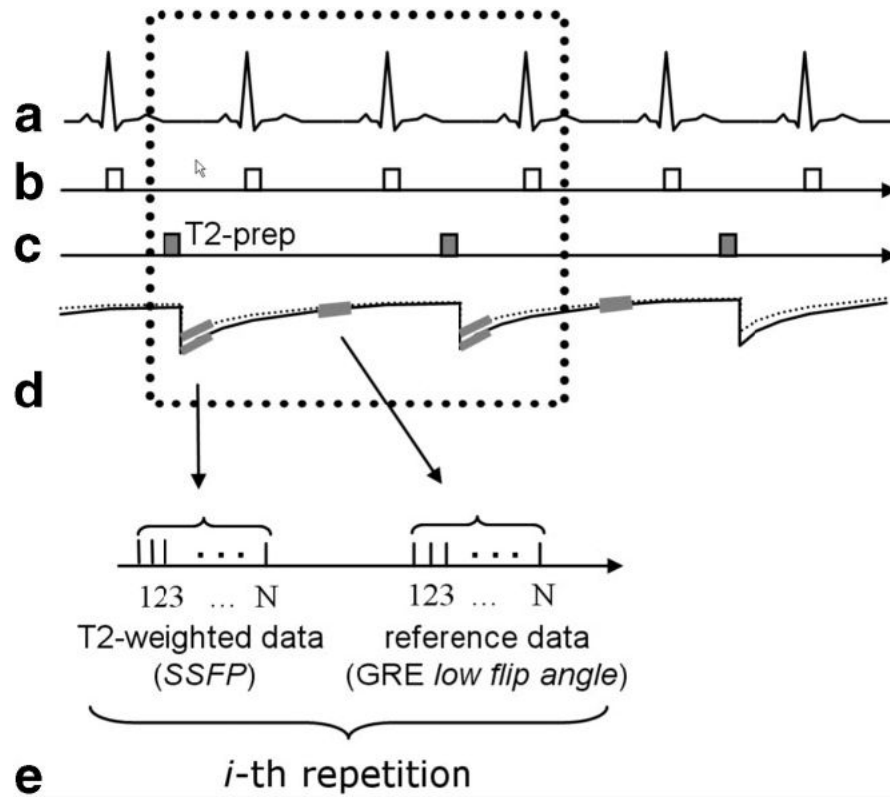 a
b
c T2-prep
d
123 ... N 123 ... N
T2-weighted data reference data
(SSFP) (GRE low flip angle)
i-th repetition
e